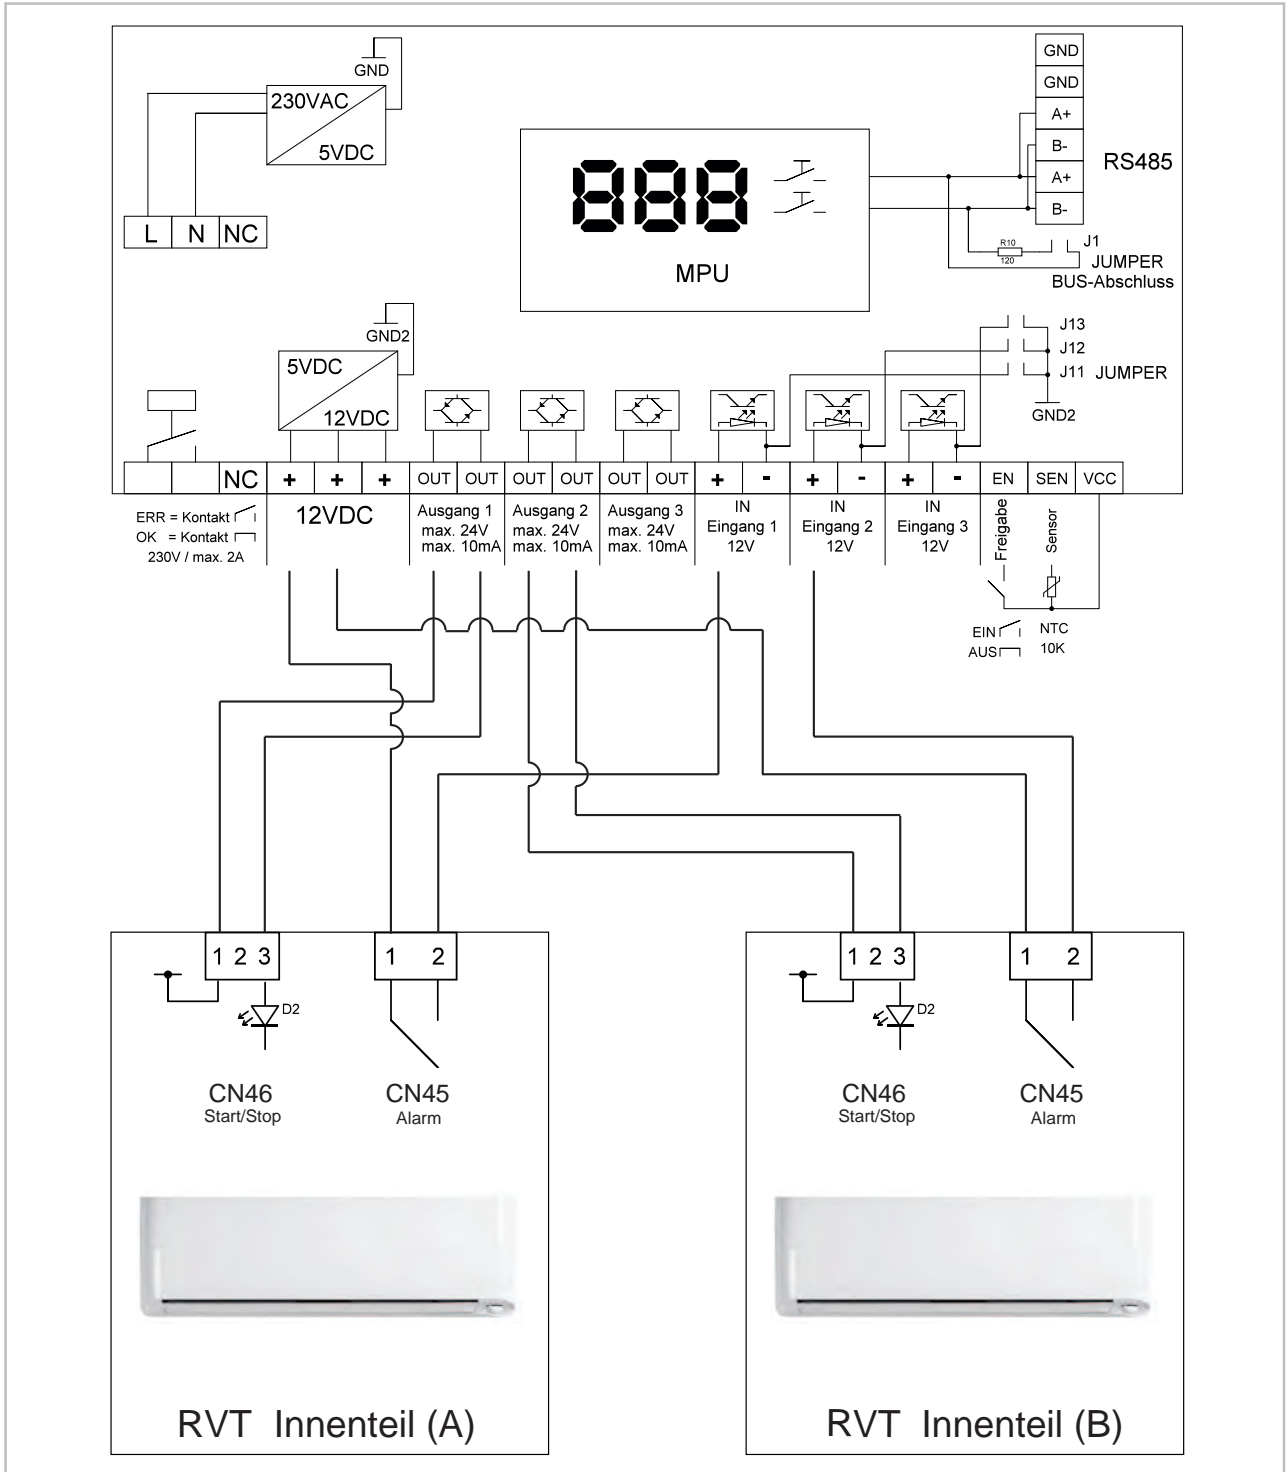 GND
230VAC
5VDC
L N NC
888
MPU
GND
GND
A+
B-
A+
B-
RS485
R10
120
J1
JUMPER
BUS-Abschluss
GND2
5VDC
12VDC
J13
J12
J11 JUMPER
GND2
NC + + + OUT OUT OUT OUT OUT OUT + - + - + - EN SEN VCC
ERR = Kontakt
OK = Kontakt
230V / max. 2A
12VDC
Ausgang 1
max. 24V
max. 10mA
Ausgang 2
max. 24V
max. 10mA
Ausgang 3
max. 24V
max. 10mA
IN
Eingang 1
12V
IN
Eingang 2
12V
IN
Eingang 3
12V
Freigabe
Sensor
EIN
AUS
NTC
10K
1 2 3
1 2
D2
CN46
Start/Stop
CN45
Alarm
RVT Innenteil (A)
1 2 3
1 2
D2
CN46
Start/Stop
CN45
Alarm
RVT Innenteil (B)